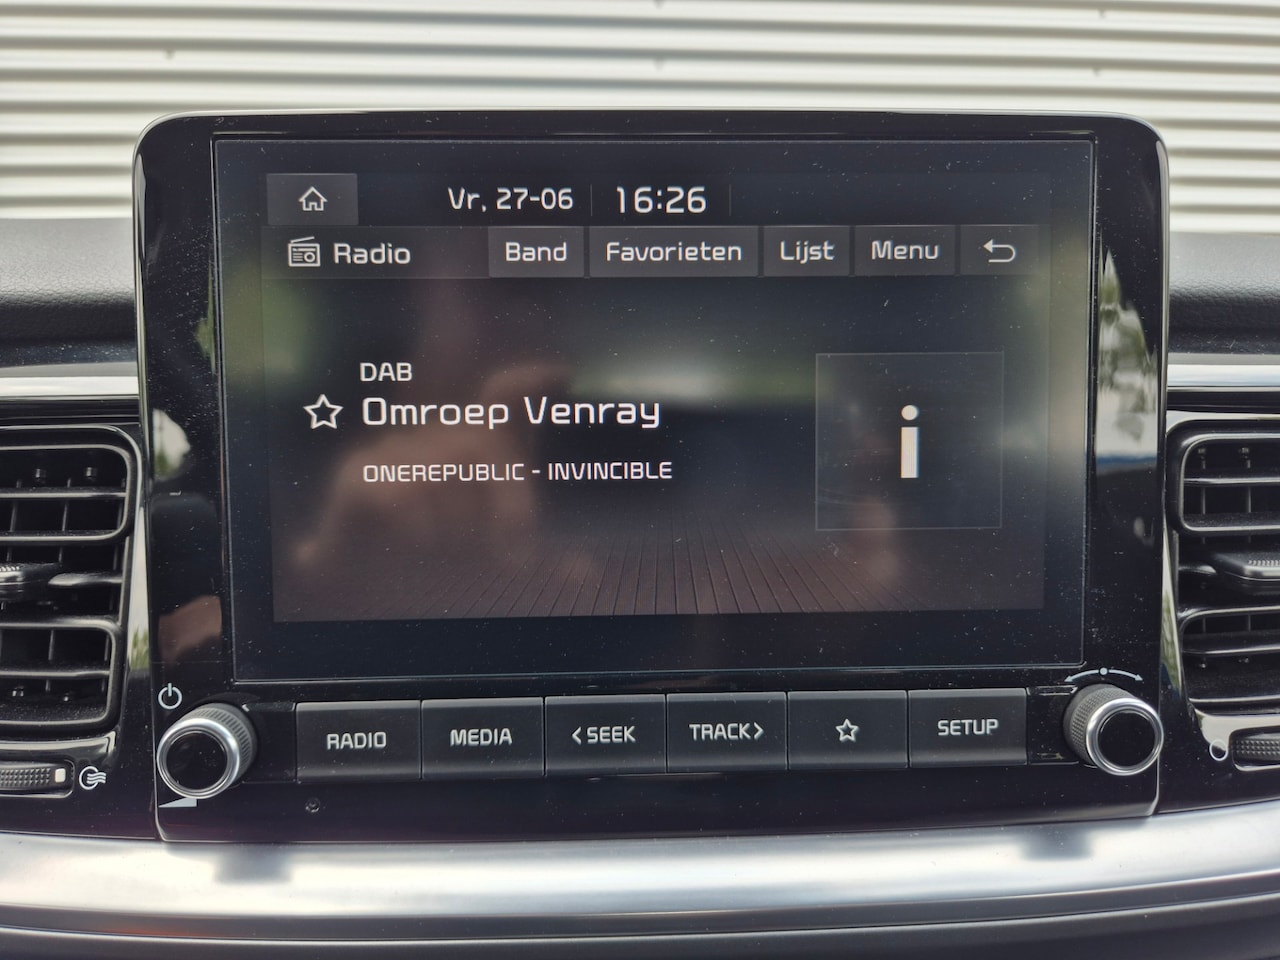 Vr, 27-06 16:26
Radio Band Favorieten Lijst Menu
DAB
Omroep Venray
ONEREPUBLIC - INVINCIBLE
i
RADIO MEDIA <SEEK TRACK> SETUP